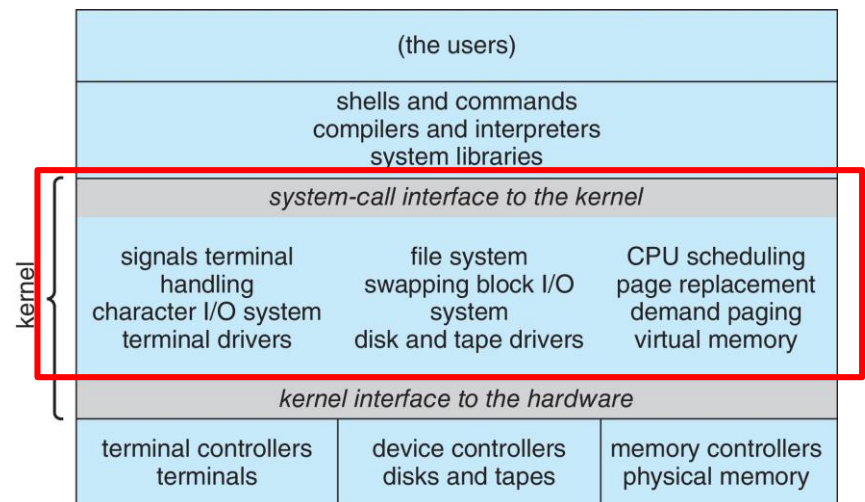 (the users)
shells and commands
compilers and interpreters
system libraries
system-call interface to the kernel
kernel
signals terminal
handling
character I/O system
terminal drivers
file system
swapping block I/O
system
disk and tape drivers
CPU scheduling
page replacement
demand paging
virtual memory
kernel interface to the hardware
terminal controllers
terminals
device controllers
disks and tapes
memory controllers
physical memory